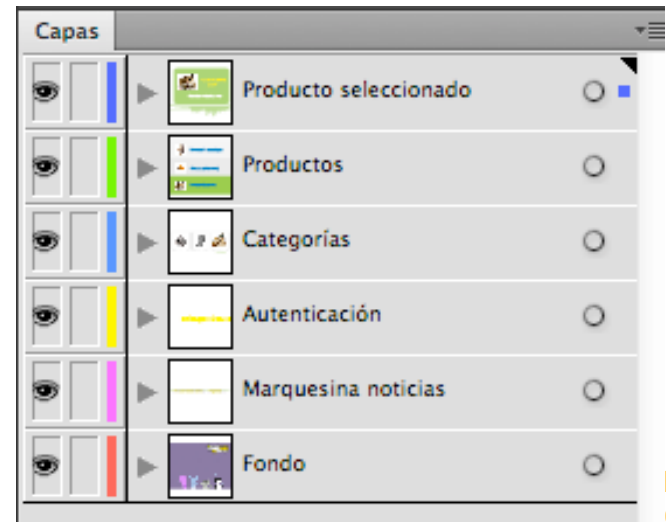 Capas
Producto seleccionado
Productos
Categorías
Autenticación
Marquesina noticias
Fondo